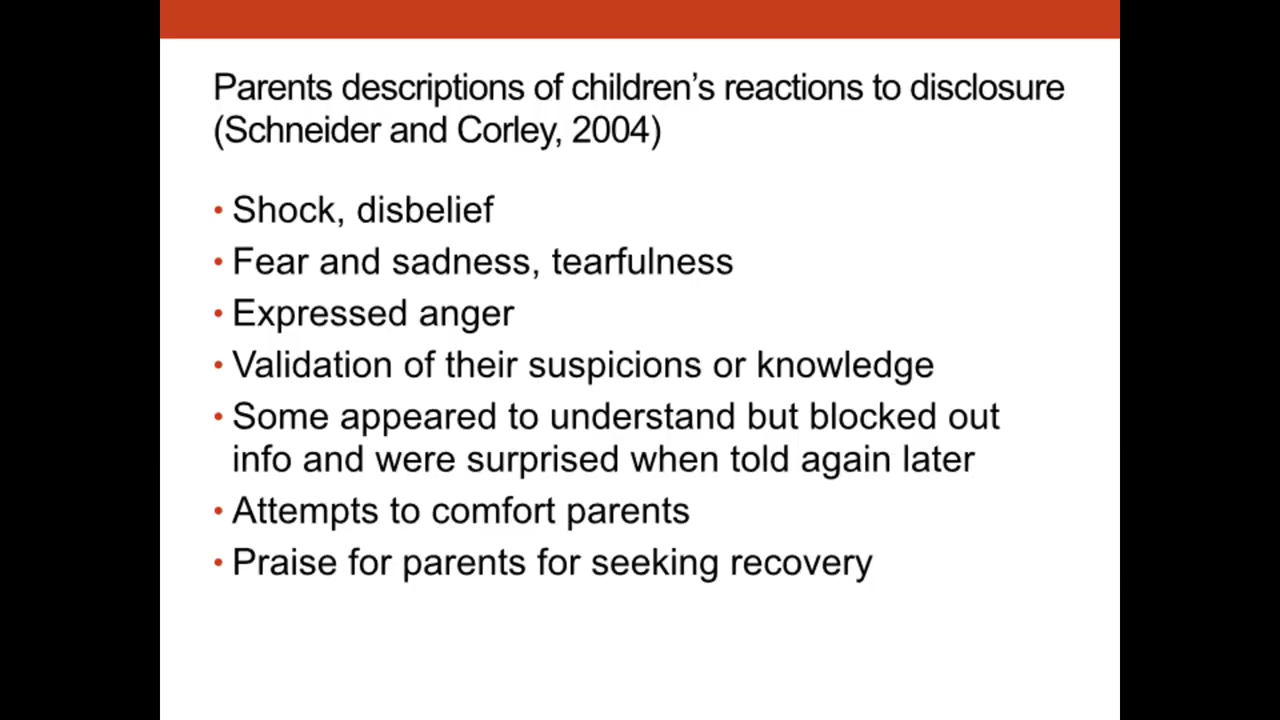 Parents descriptions of children's reactions to disclosure
(Schneider and Corley, 2004)
• Shock, disbelief
• Fear and sadness, tearfulness
• Expressed anger
• Validation of their suspicions or knowledge
• Some appeared to understand but blocked out
info and were surprised when told again later
• Attempts to comfort parents
• Praise for parents for seeking recovery